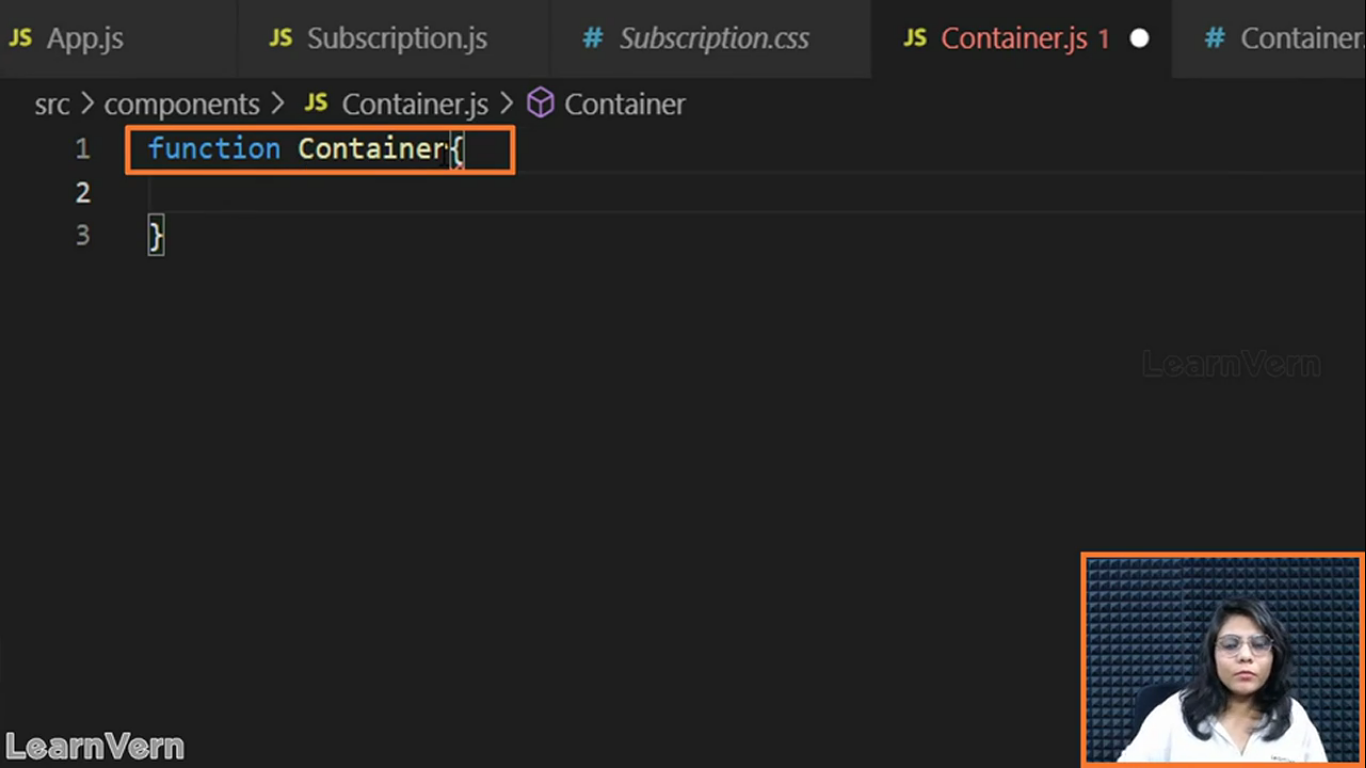 JS App.js JS Subscription.js # Subscription.css JS Container.js 1 # Container.
src > components > JS Container.js > Container
1 function Container{
2
3 }
LearnVern
LearnVern